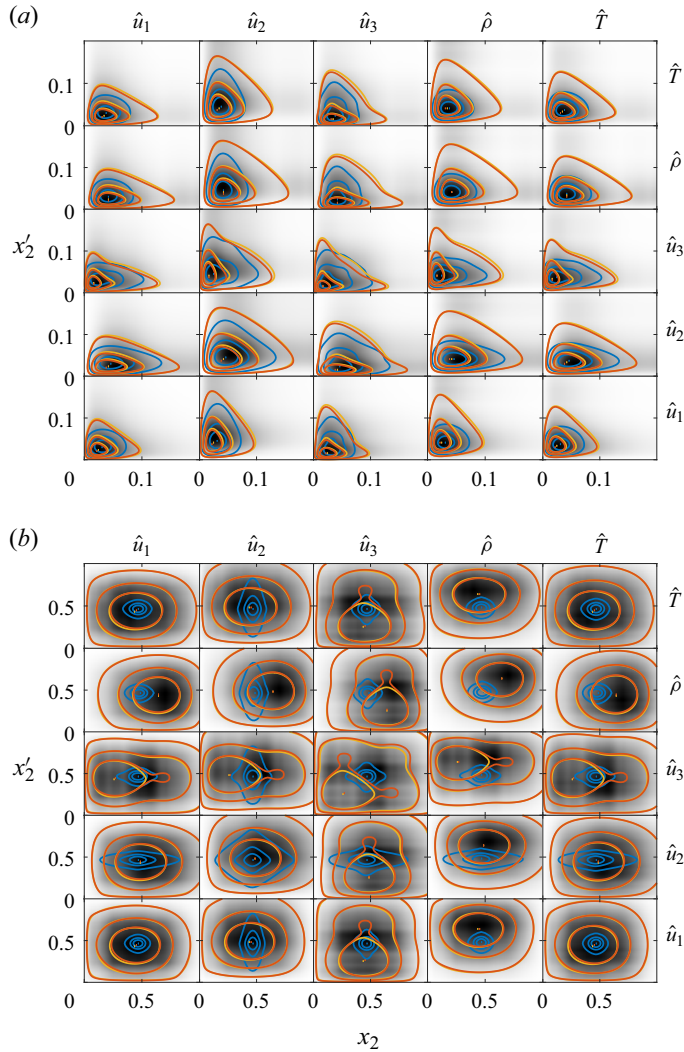 (a)
û₁ û₂ û₃ ρ̂ T̂
0.1 0 T̂
0.1 0 ρ̂
x′₂ 0.1 0 û₃
0.1 0 û₂
0.1 û₁
0 0 0.1 0 0.1 0 0.1 0 0.1 0 0.1
(b)
û₁ û₂ û₃ ρ̂ T̂
0.5 0 T̂
0.5 0 ρ̂
x′₂ 0.5 0 û₃
0.5 0 û₂
0.5 û₁
0 0 0.5 0 0.5 0 0.5 0 0.5 0 0.5
x₂